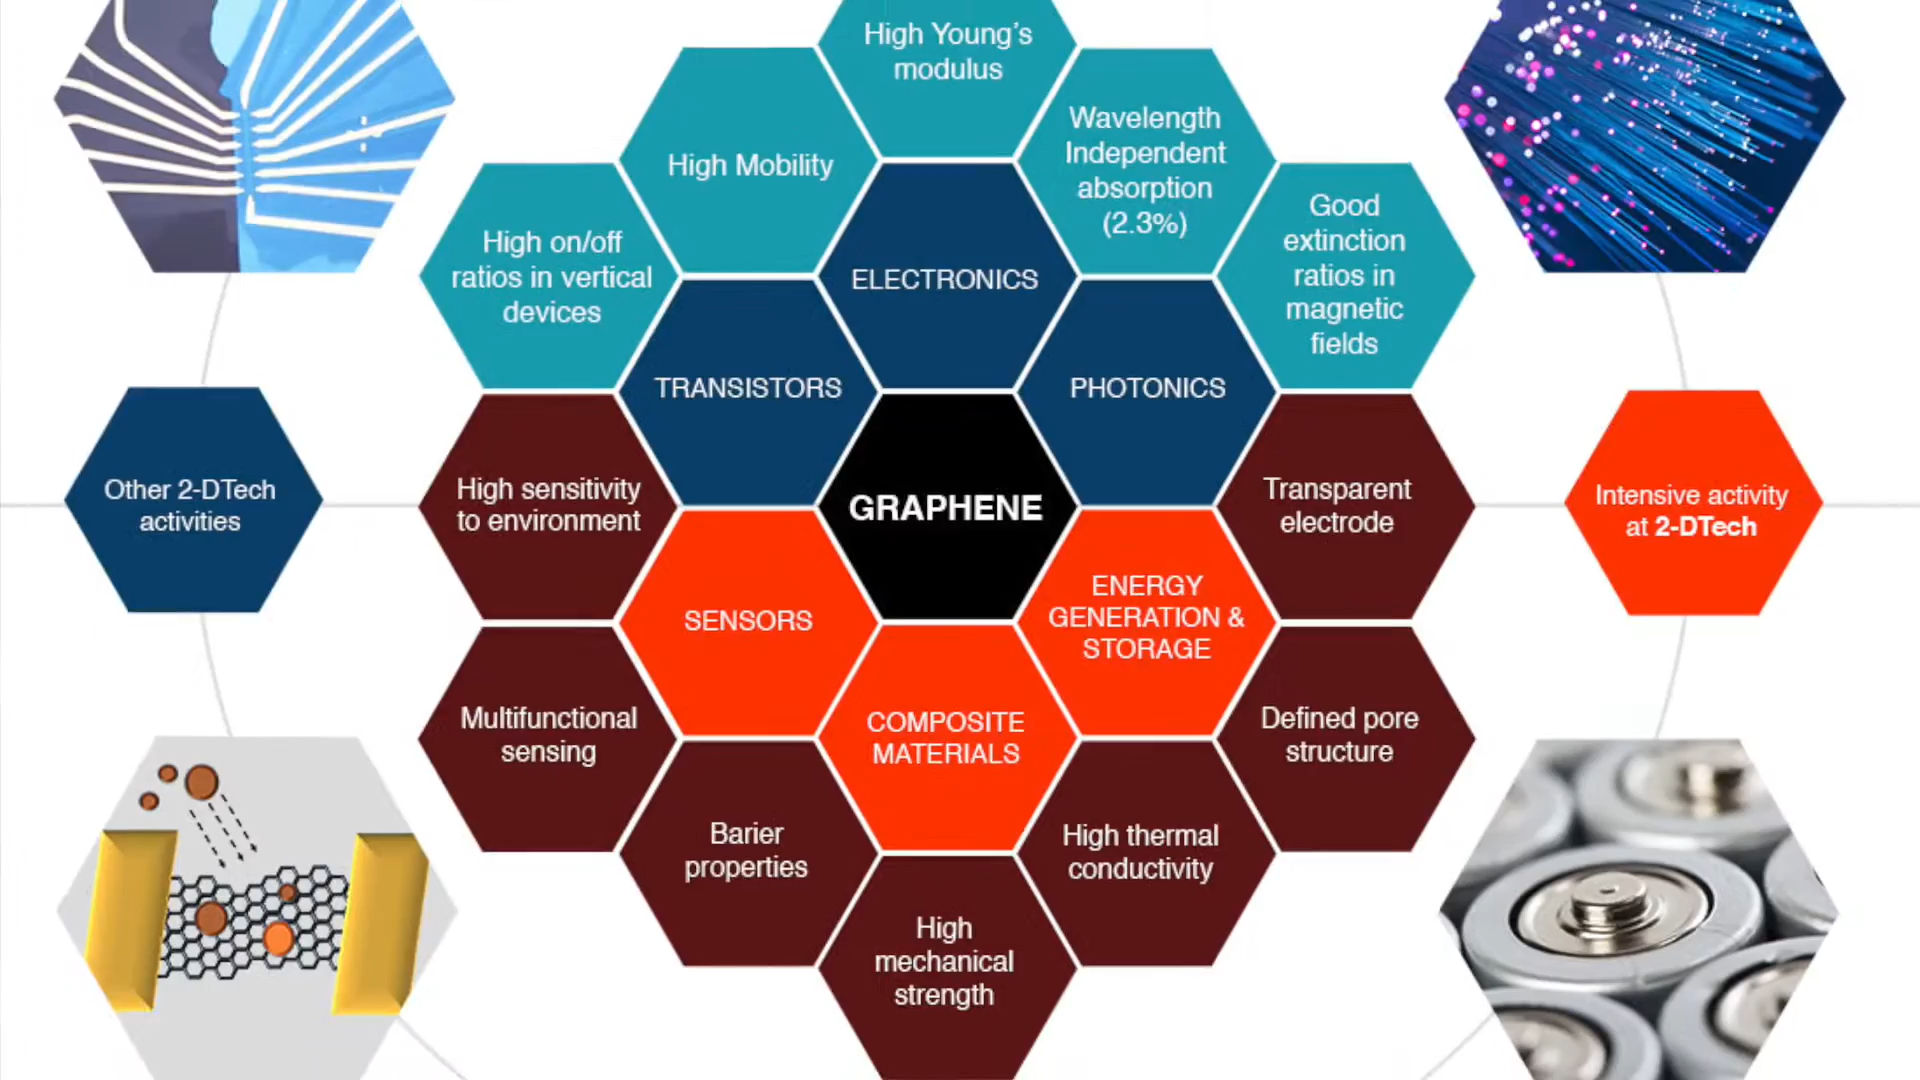 High Young's
modulus
High Mobility
Wavelength
Independent
absorption
(2.3%)
High on/off
ratios in vertical
devices
ELECTRONICS
Good
extinction
ratios in
magnetic
fields
TRANSISTORS
PHOTONICS
Other 2-DTech
activities
High sensitivity
to environment
GRAPHENE
Transparent
electrode
Intensive activity
at 2-DTech
SENSORS
ENERGY
GENERATION &
STORAGE
Multifunctional
sensing
COMPOSITE
MATERIALS
Defined pore
structure
Barier
properties
High thermal
conductivity
High
mechanical
strength